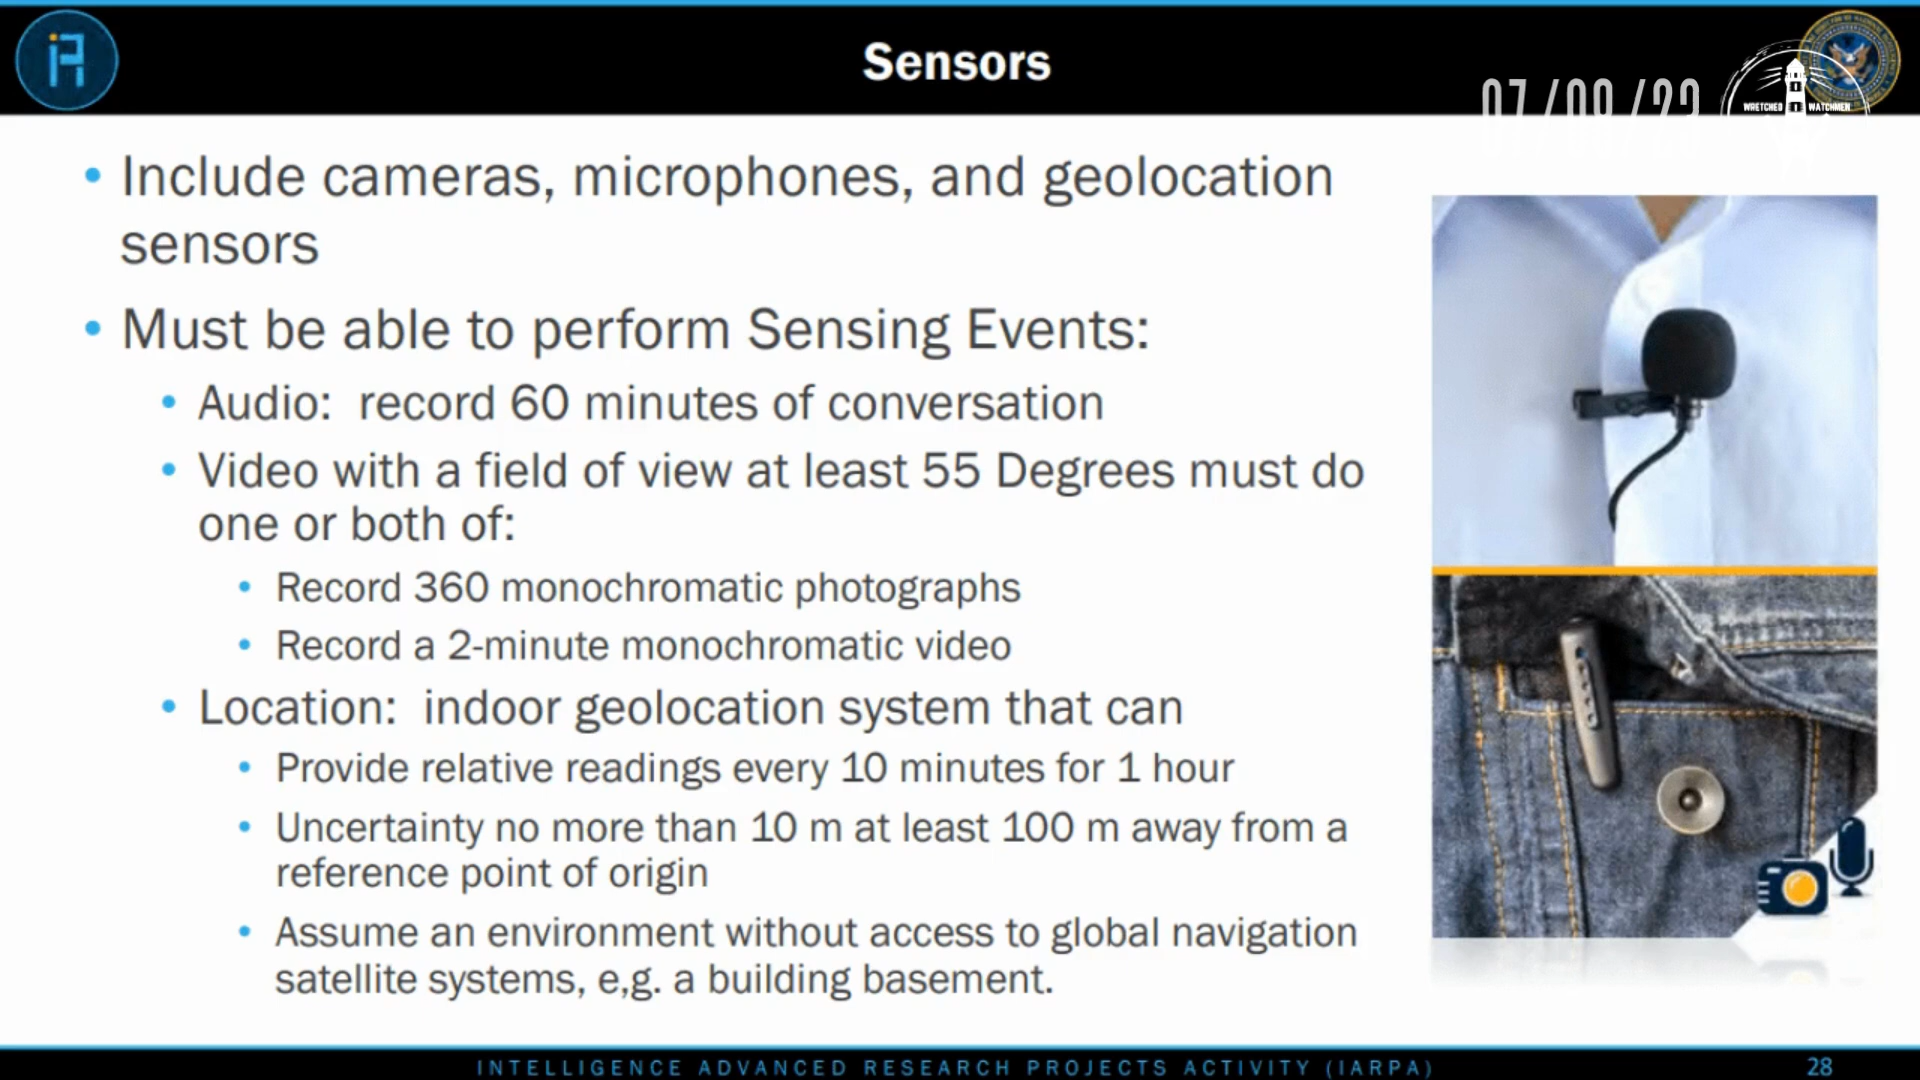 Sensors
07/08/23
WRETCHED WATCHMEN
• Include cameras, microphones, and geolocation
sensors
• Must be able to perform Sensing Events:
• Audio: record 60 minutes of conversation
• Video with a field of view at least 55 Degrees must do
one or both of:
• Record 360 monochromatic photographs
• Record a 2-minute monochromatic video
• Location: indoor geolocation system that can
• Provide relative readings every 10 minutes for 1 hour
• Uncertainty no more than 10 m at least 100 m away from a
reference point of origin
• Assume an environment without access to global navigation
satellite systems, e,g. a building basement.
INTELLIGENCE ADVANCED RESEARCH PROJECTS ACTIVITY (IARPA)
28